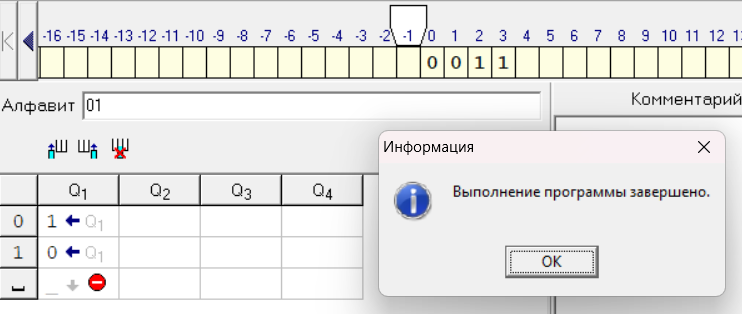 -16 -15 -14 -13 -12 -11 -10 -9 -8 -7 -6 -5 -4 -3 -2 -1 0 1 2 3 4 5 6 7 8 9 10 11 12
0 0 1 1
Алфавит 01
Комментарий
Информация
Выполнение программы завершено.
OK
Q1 Q2 Q3 Q4
0 1 Q1
1 0 Q1
_